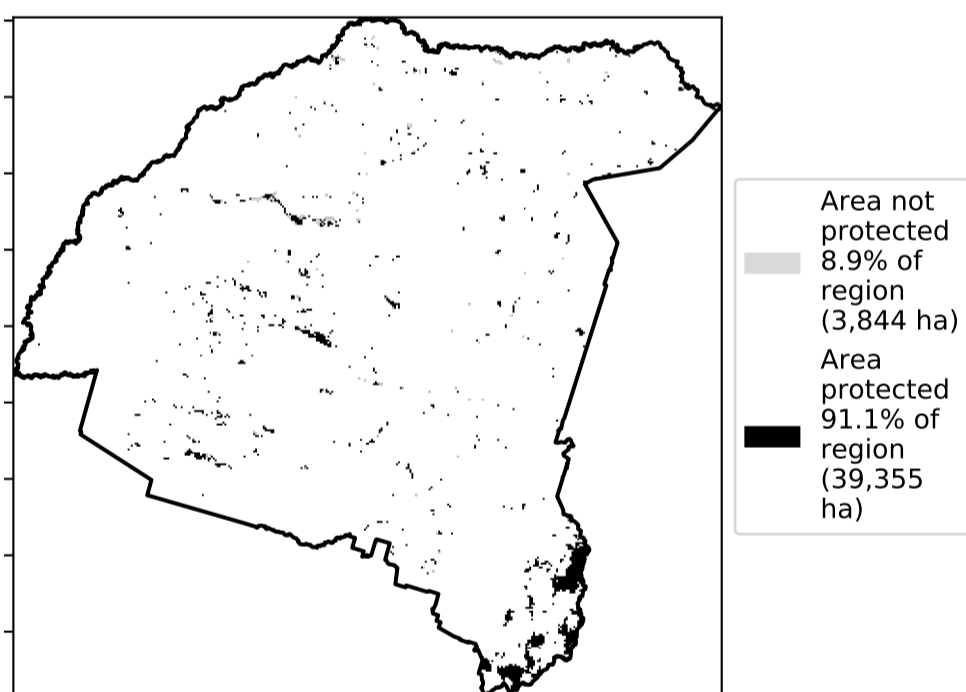 Area not
protected
8.9% of
region
(3,844 ha)
Area
protected
91.1% of
region
(39,355
ha)